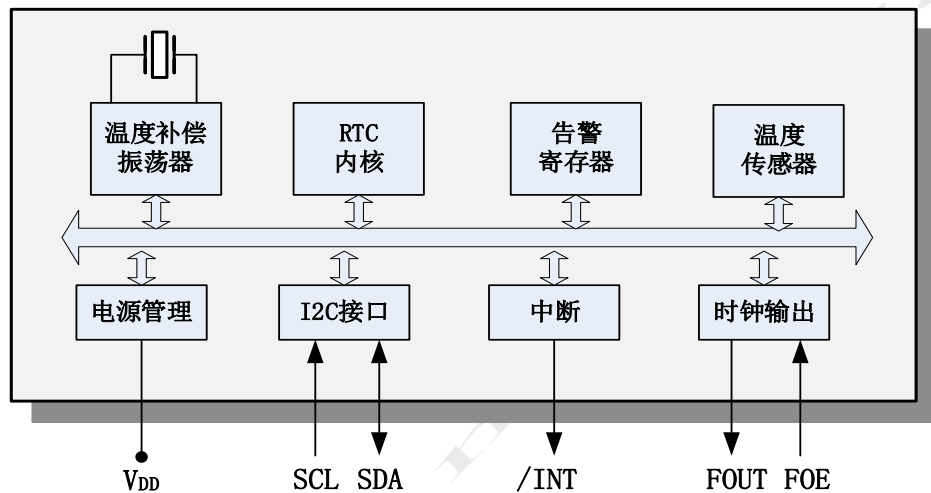 温度补偿
振荡器
RTC
内核
告警
寄存器
温度
传感器
电源管理
I2C接口
中断
时钟输出
VDD
SCL
SDA
/INT
FOUT
FOE